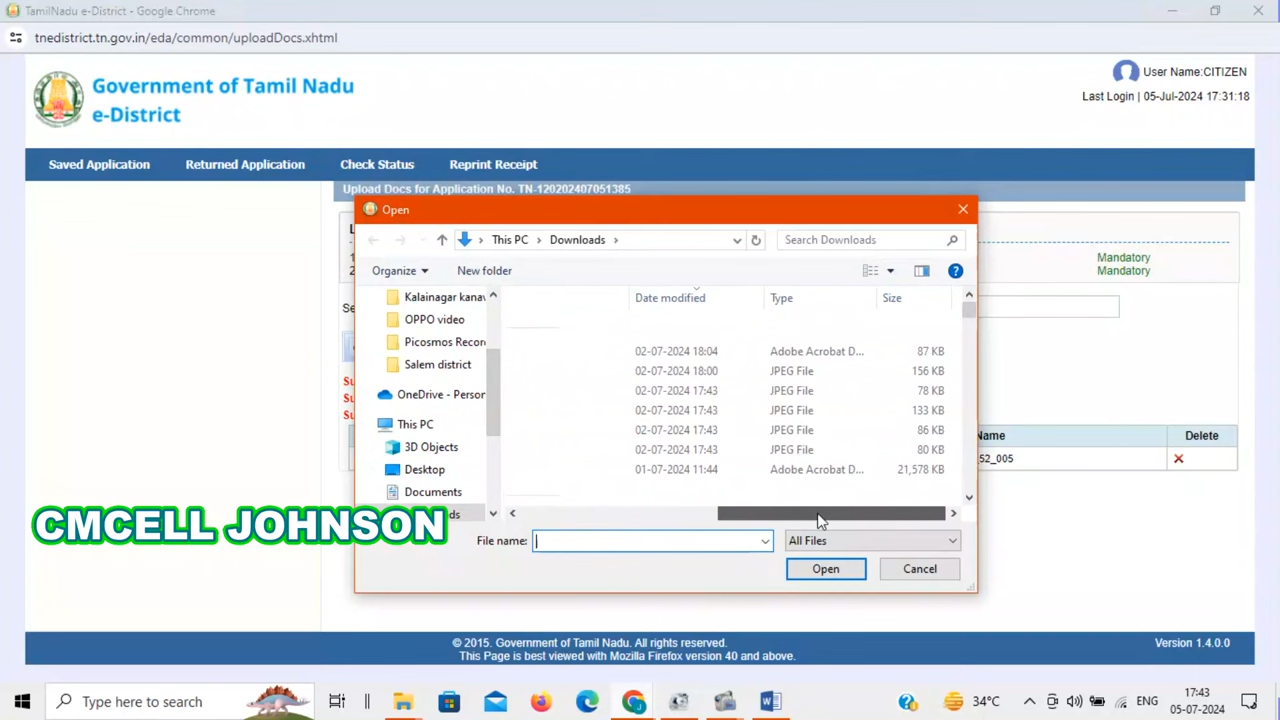 TamilNadu e-District - Google Chrome
tnedistrict.tn.gov.in/eda/common/uploadDocs.xhtml
Government of Tamil Nadu
e-District
User Name:CITIZEN
Last Login | 05-Jul-2024 17:31:18
Saved Application Returned Application Check Status Reprint Receipt
Upload Docs for Application No. TN-120202407051385
Open
This PC > Downloads >
Search Downloads
Organize New folder
Mandatory
Mandatory
Kalainagar kanav
OPPO video
Picosmos Recor
Salem district
OneDrive - Person
This PC
3D Objects
Desktop
Documents
Date modified Type Size
02-07-2024 18:04 Adobe Acrobat D... 87 KB
02-07-2024 18:00 JPEG File 156 KB
02-07-2024 17:43 JPEG File 78 KB
02-07-2024 17:43 JPEG File 133 KB
02-07-2024 17:43 JPEG File 86 KB
02-07-2024 17:43 JPEG File 80 KB
01-07-2024 11:44 Adobe Acrobat D... 21,578 KB
Name Delete
52_005
CMCELL JOHNSON
File name: All Files
Open Cancel
© 2015. Government of Tamil Nadu. All rights reserved.
This Page is best viewed with Mozilla Firefox version 40 and above.
Version 1.4.0.0
Type here to search
34°C
ENG
17:43
05-07-2024